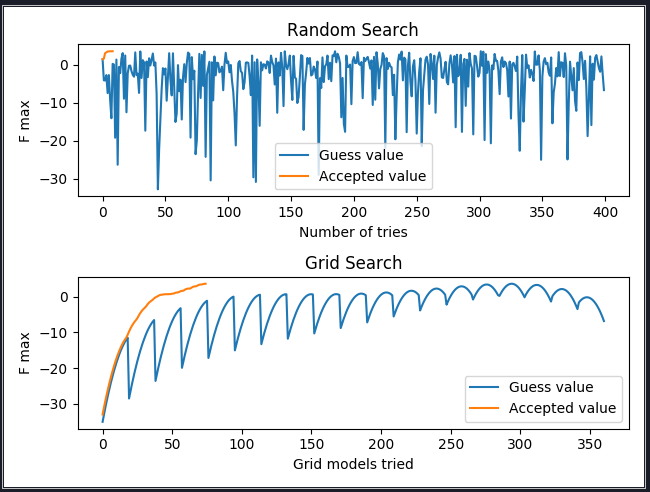 Random Search
0
−10
−20
−30
F max
Guess value
Accepted value
0 50 100 150 200 250 300 350 400
Number of tries
Grid Search
0
−10
−20
−30
F max
Guess value
Accepted value
0 50 100 150 200 250 300 350
Grid models tried